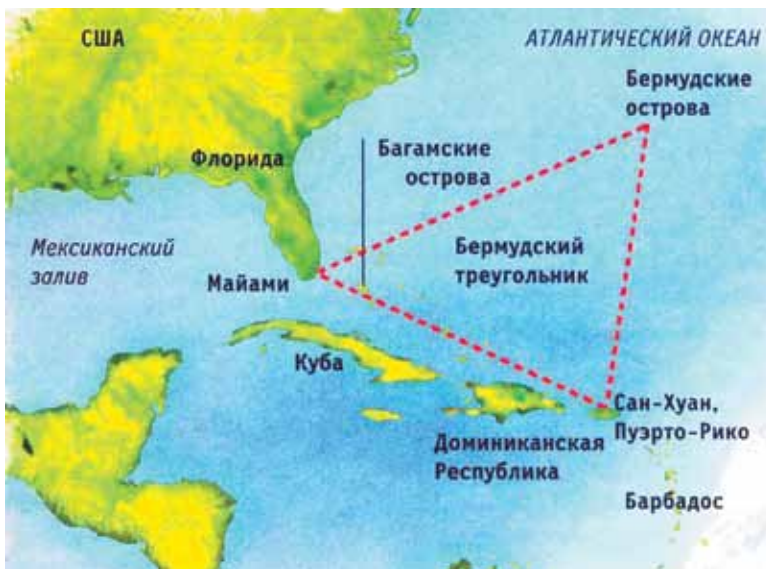 США
АТЛАНТИЧЕСКИЙ ОКЕАН
Бермудские
острова
Флорида
Багамские
острова
Мексиканский
залив
Бермудский
треугольник
Майами
Куба
Сан-Хуан,
Пуэрто-Рико
Доминиканская
Республика
Барбадос